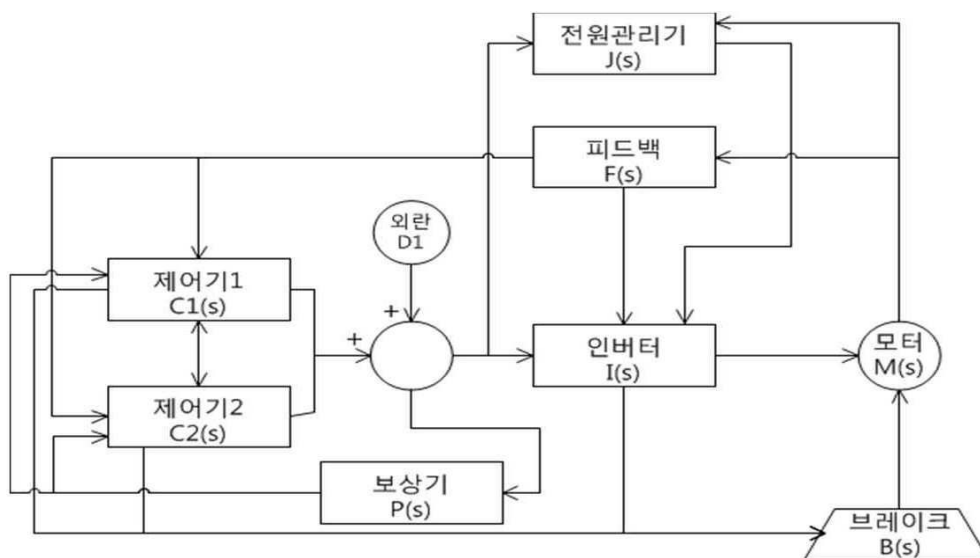 전원관리기
J(s)
피드백
F(s)
외란
D1
제어기1
C1(s)
+
+
인버터
I(s)
모터
M(s)
제어기2
C2(s)
보상기
P(s)
브레이크
B(s)